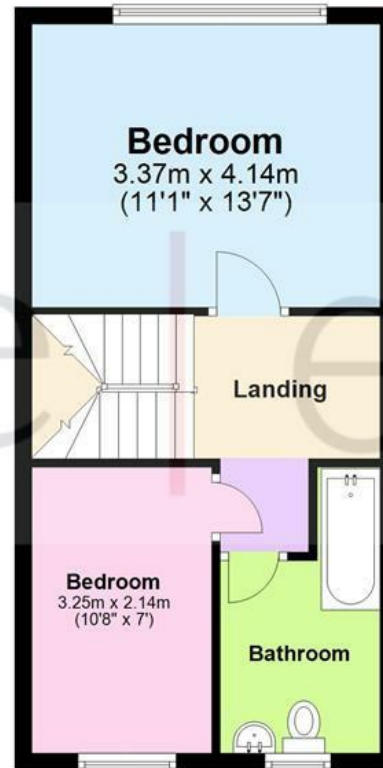 Bedroom
3.37m x 4.14m
(11'1" x 13'7")
Landing
Bedroom
3.25m x 2.14m
(10'8" x 7')
Bathroom